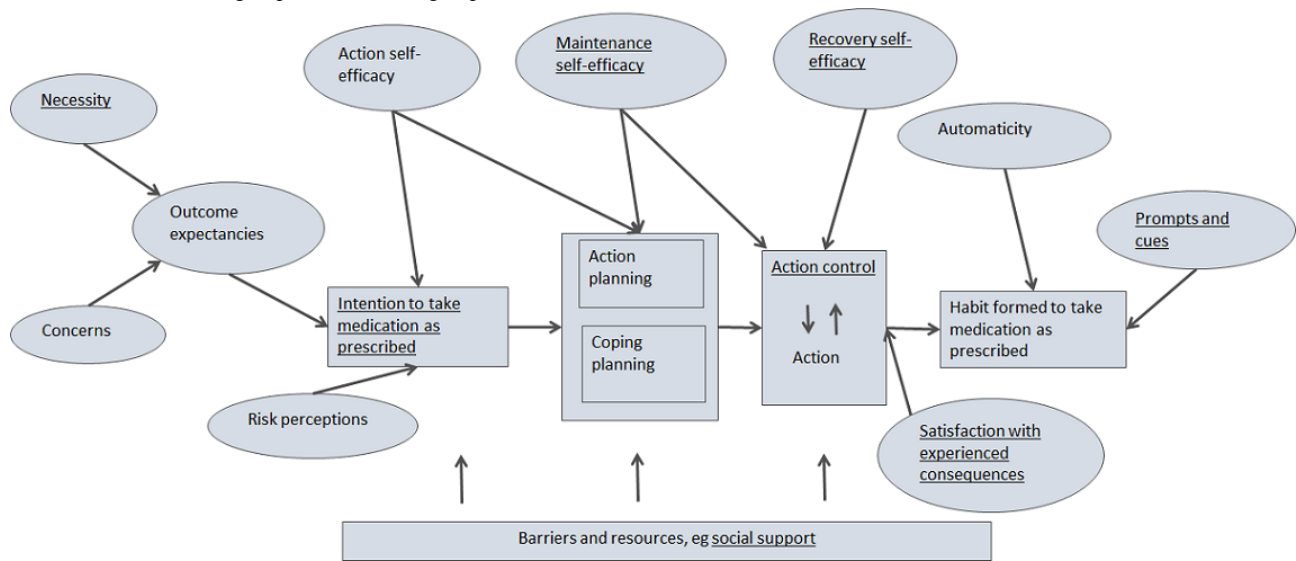 Action self-
efficacy
Maintenance
self-efficacy
Recovery self-
efficacy
Necessity
Automaticity
Outcome
expectancies
Prompts and
cues
Action
planning
Action control
Concerns
Intention to take
medication as
prescribed
Coping
planning
Action
Habit formed to take
medication as
prescribed
Risk perceptions
Satisfaction with
experienced
consequences
Barriers and resources, eg social support